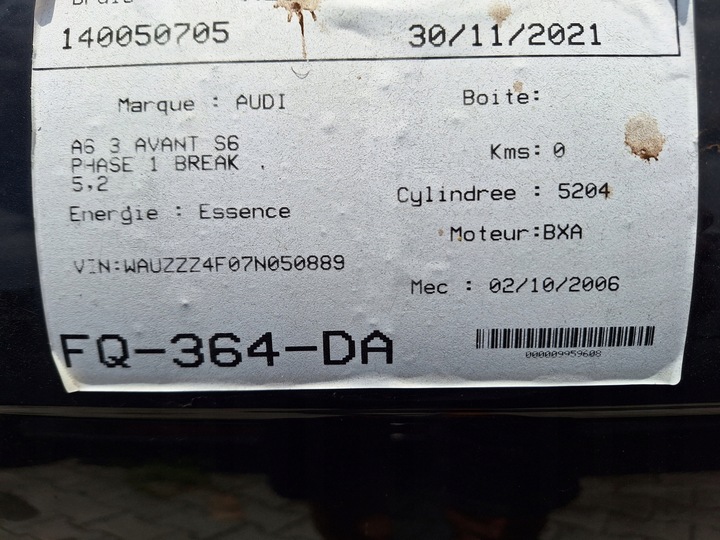 140050705 30/11/2021
Marque : AUDI
Boite:
A6 3 AVANT S6
PHASE 1 BREAK .
5,2
Kms: 0
Cylindree : 5204
Energie : Essence
Moteur:BXA
VIN:WAUZZZ4F07N050889
Mec : 02/10/2006
FQ-364-DA
000009959608